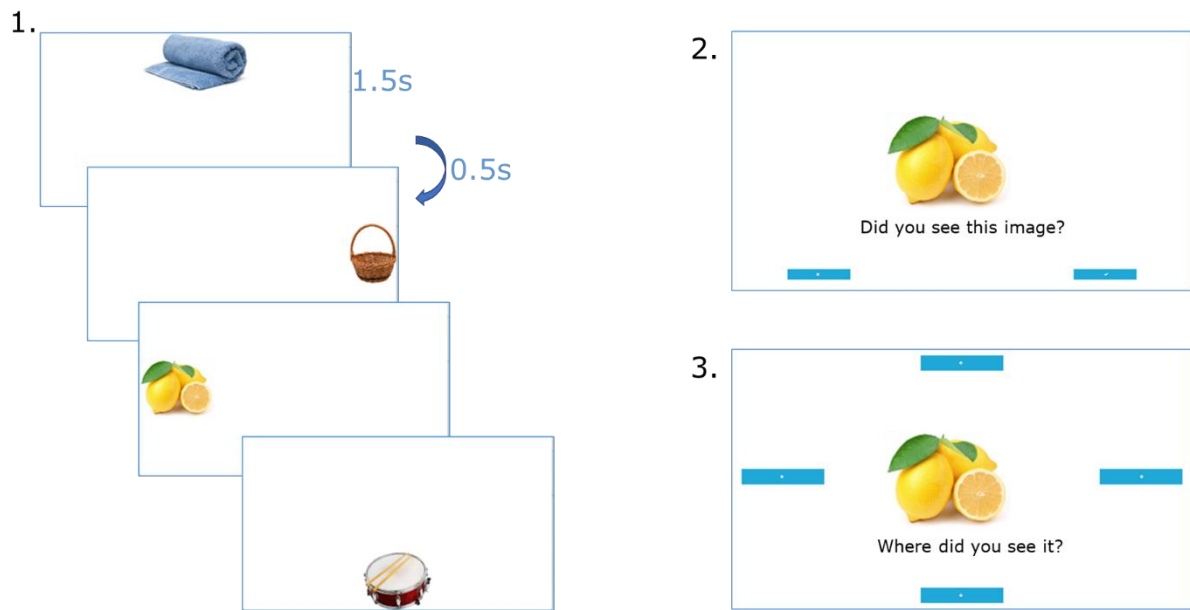 1.
1.5s
0.5s
2.
Did you see this image?
3.
Where did you see it?